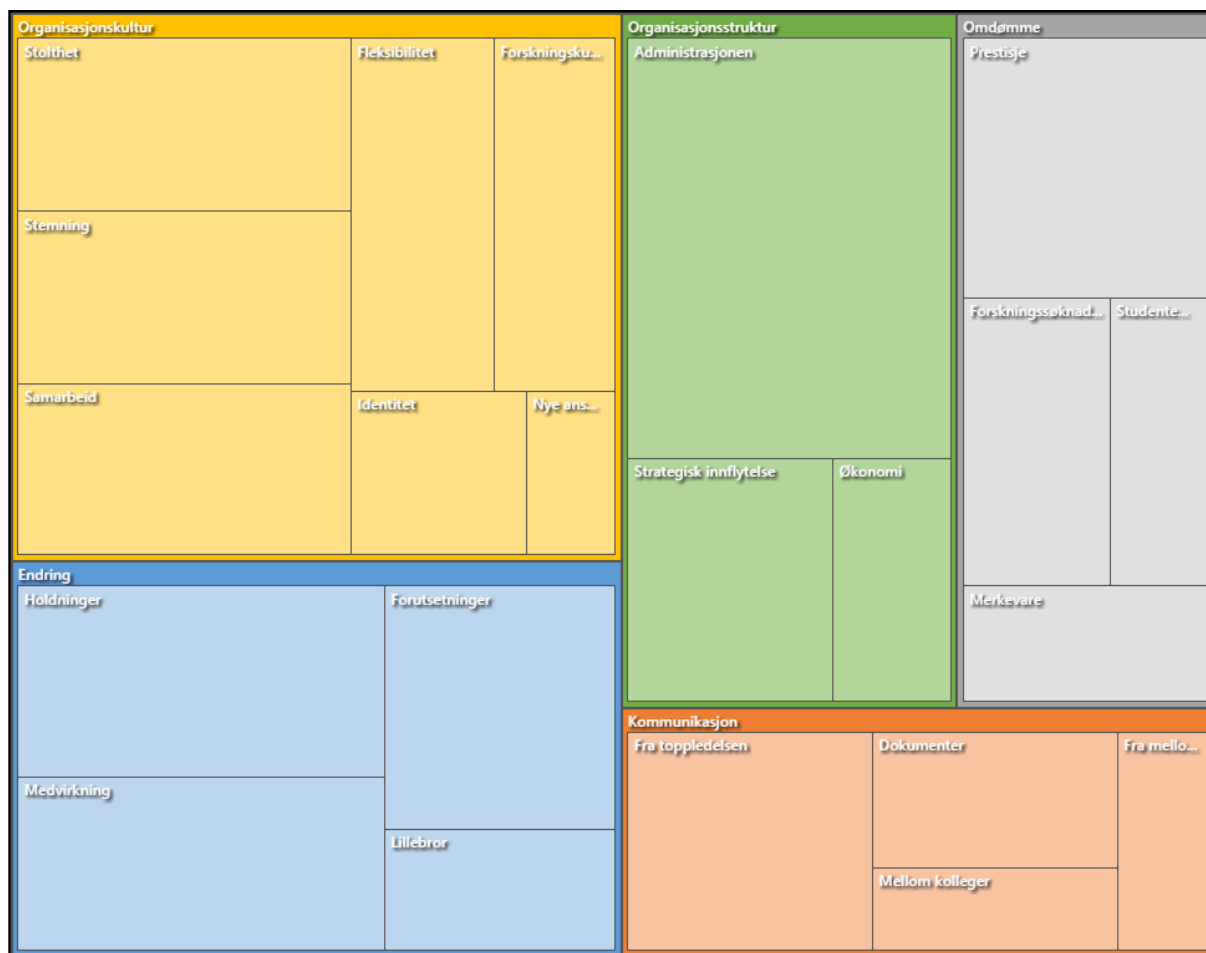 Organisasjonskultur
Stolthet
Fleksibilitet
Forskningsku...
Stemning
Samarbeid
Identitet
Nye ans...
Endring
Holdninger
Forutsetninger
Medvirkning
Lillebror
Organisasjonsstruktur
Administrasjonen
Strategisk innflytelse
Økonomi
Omdømme
Prestisje
Forskningssøknad...
Studente...
Merkevare
Kommunikasjon
Fra toppledelsen
Dokumenter
Fra mello...
Mellom kolleger